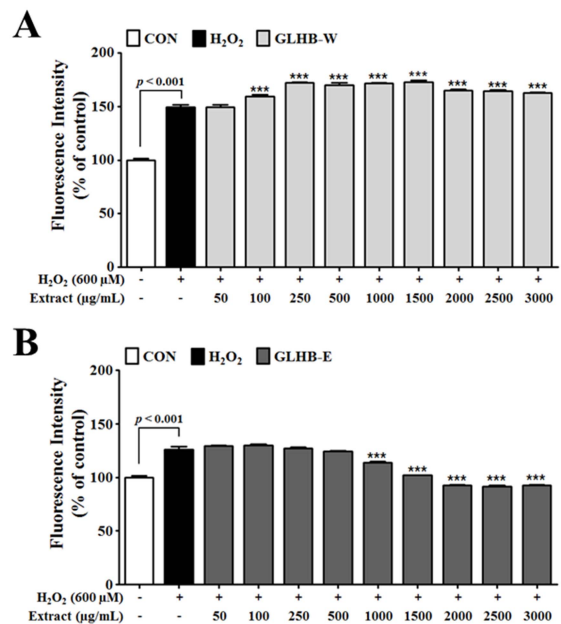 A
CON H₂O₂ GLHB-W
Fluorescence Intensity
(% of control)
200
150
100
50
0
p < 0.001
*** *** *** *** *** *** *** ***
H₂O₂ (600 µM) - + + + + + + + + + +
Extract (µg/mL) - - 50 100 250 500 1000 1500 2000 2500 3000
B
CON H₂O₂ GLHB-E
Fluorescence Intensity
(% of control)
200
150
100
50
0
p < 0.001
*** *** *** *** ***
H₂O₂ (600 µM) - + + + + + + + + + +
Extract (µg/mL) - - 50 100 250 500 1000 1500 2000 2500 3000